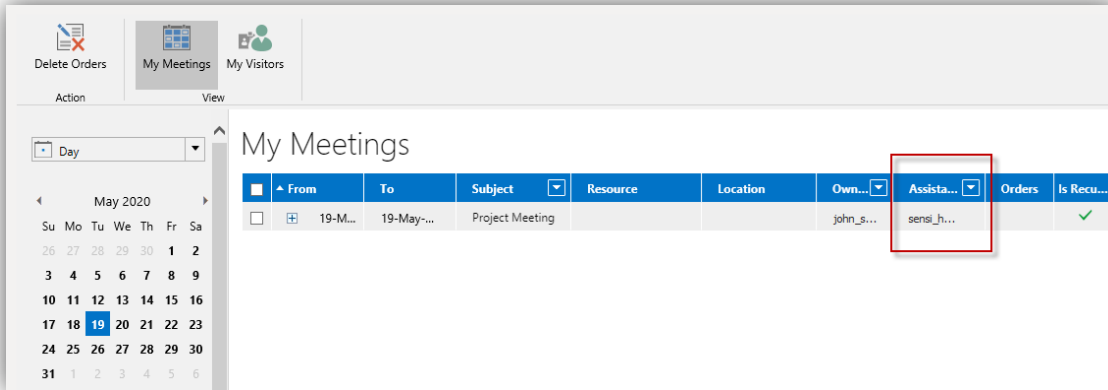 Delete Orders
My Meetings
My Visitors
Action
View
Day
May 2020
Su Mo Tu We Th Fr Sa
26 27 28 29 30 1 2
3 4 5 6 7 8 9
10 11 12 13 14 15 16
17 18 19 20 21 22 23
24 25 26 27 28 29 30
31 1 2 3 4 5 6
My Meetings
From To Subject Resource Location Own... Assista... Orders Is Recu...
19-M... 19-May-... Project Meeting john_s... sensi_h...